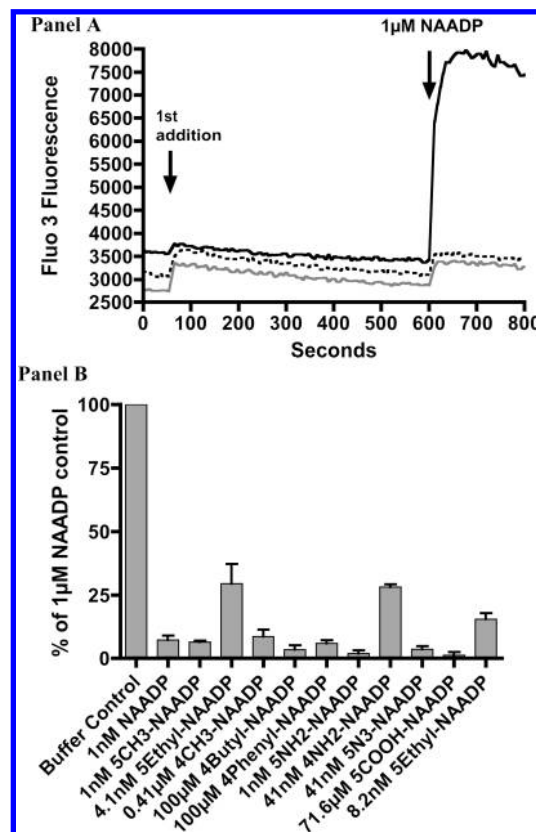 Panel A
1µM NAADP
8000
7500
7000
6500
6000
5500
5000
4500
4000
3500
3000
2500
Fluo 3 Fluorescence
1st
addition
0 100 200 300 400 500 600 700 800
Seconds
Panel B
% of 1µM NAADP control
100
75
50
25
0
Buffer Control
1nM NAADP
1nM 5CH3-NAADP
4.1nM 5Ethyl-NAADP
0.41µM 4CH3-NAADP
100µM 4Butyl-NAADP
100µM 4Phenyl-NAADP
1nM 5NH2-NAADP
41nM 4NH2-NAADP
41nM 5N3-NAADP
71.6µM 5COOH-NAADP
8.2nM 5Ethyl-NAADP